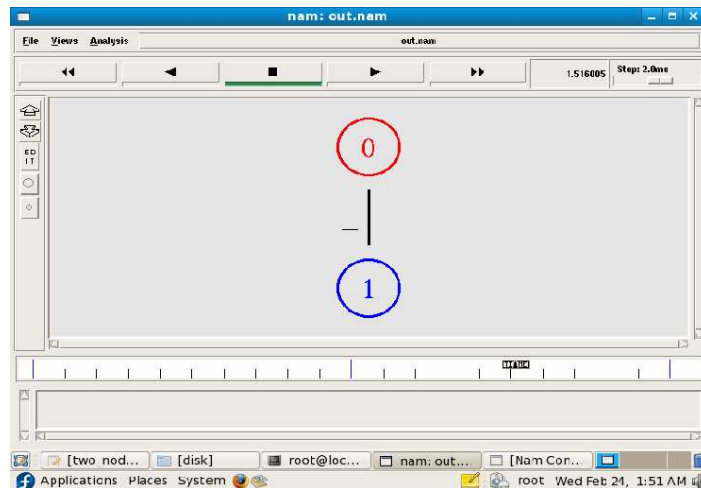 nam: out.nam
File Views Analysis out.nam
1.516005 Step: 2.0ms
ED
IT
0
1
TIME
[two nod... [disk] root@loc... nam: out.... [Nam Con...
Applications Places System root Wed Feb 24, 1:51 AM